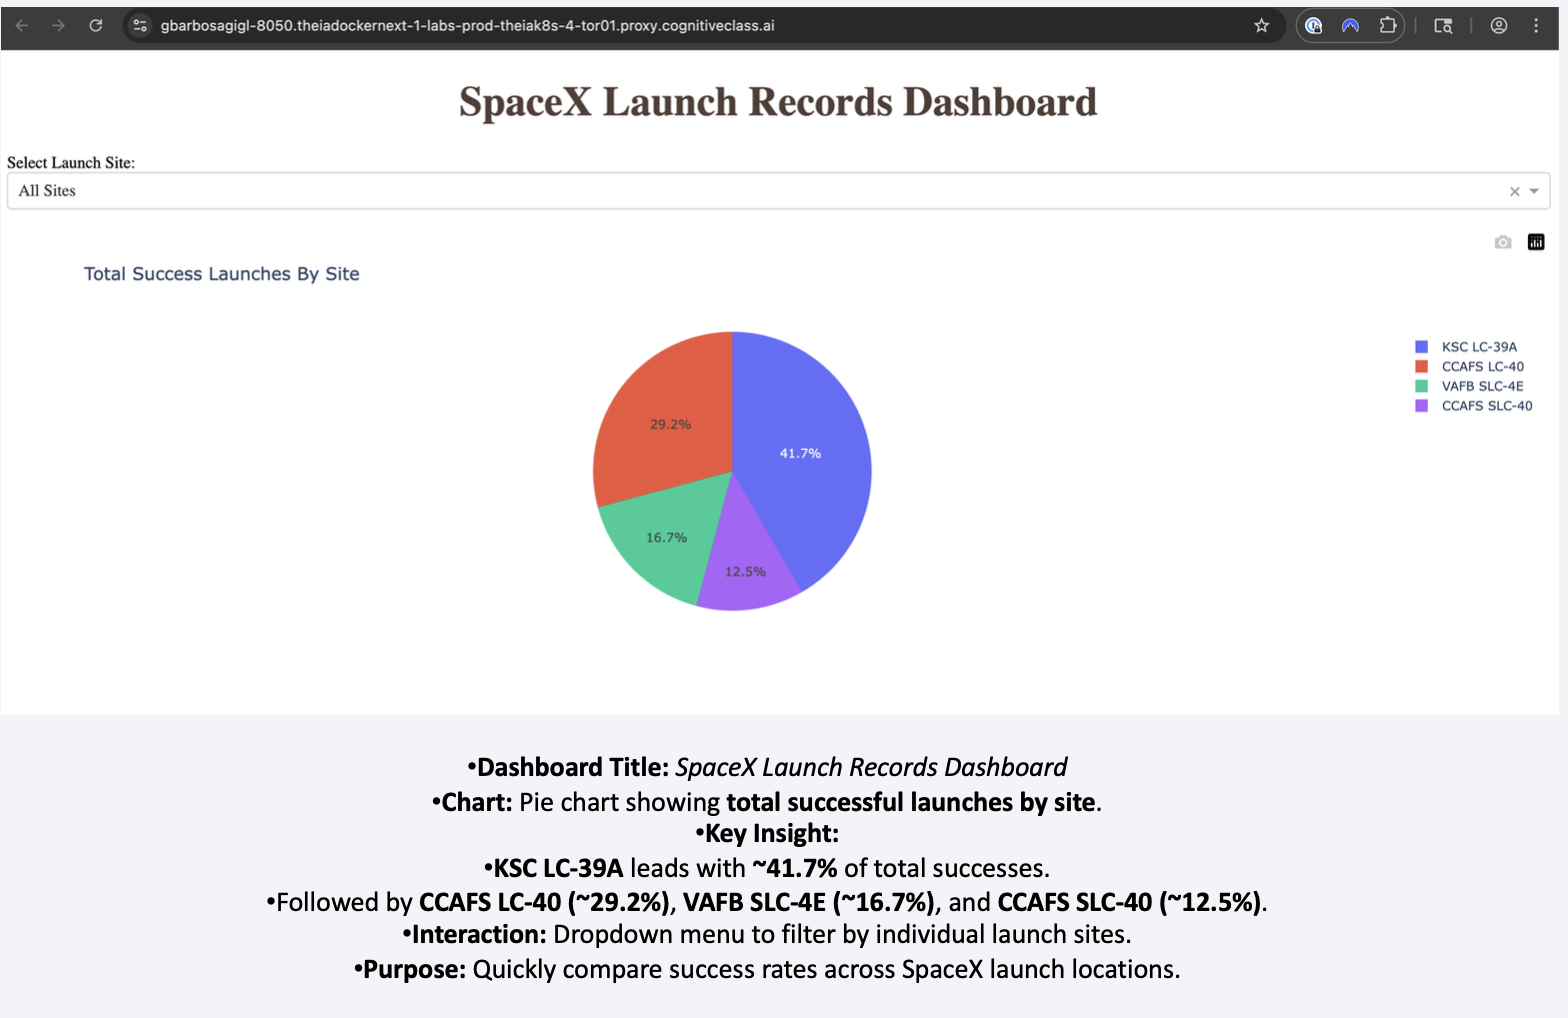 gbarbosagigl-8050.theiadockernext-1-labs-prod-theiak8s-4-tor01.proxy.cognitiveclass.ai
SpaceX Launch Records Dashboard
Select Launch Site:
All Sites
Total Success Launches By Site
KSC LC-39A
CCAFS LC-40
VAFB SLC-4E
CCAFS SLC-40
29.2%
41.7%
16.7%
12.5%
•Dashboard Title: SpaceX Launch Records Dashboard
•Chart: Pie chart showing total successful launches by site.
•Key Insight:
•KSC LC-39A leads with ~41.7% of total successes.
•Followed by CCAFS LC-40 (~29.2%), VAFB SLC-4E (~16.7%), and CCAFS SLC-40 (~12.5%).
•Interaction: Dropdown menu to filter by individual launch sites.
•Purpose: Quickly compare success rates across SpaceX launch locations.